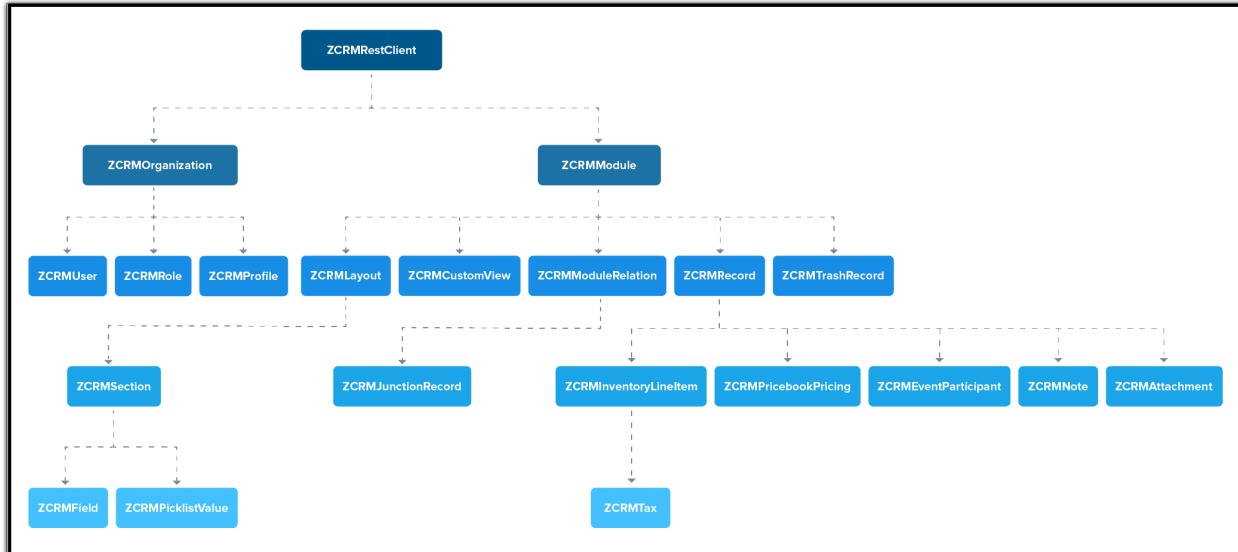 ZCRMRestClient
ZCRMOrganization
ZCRMModule
ZCRMUser
ZCRMRole
ZCRMProfile
ZCRMLayout
ZCRMCustomView
ZCRMModuleRelation
ZCRMRecord
ZCRMTrashRecord
ZCRMSection
ZCRMJunctionRecord
ZCRMInventoryLineItem
ZCRMPricebookPricing
ZCRMEventParticipant
ZCRMNote
ZCRMAttachment
ZCRMField
ZCRMPicklistValue
ZCRMTax